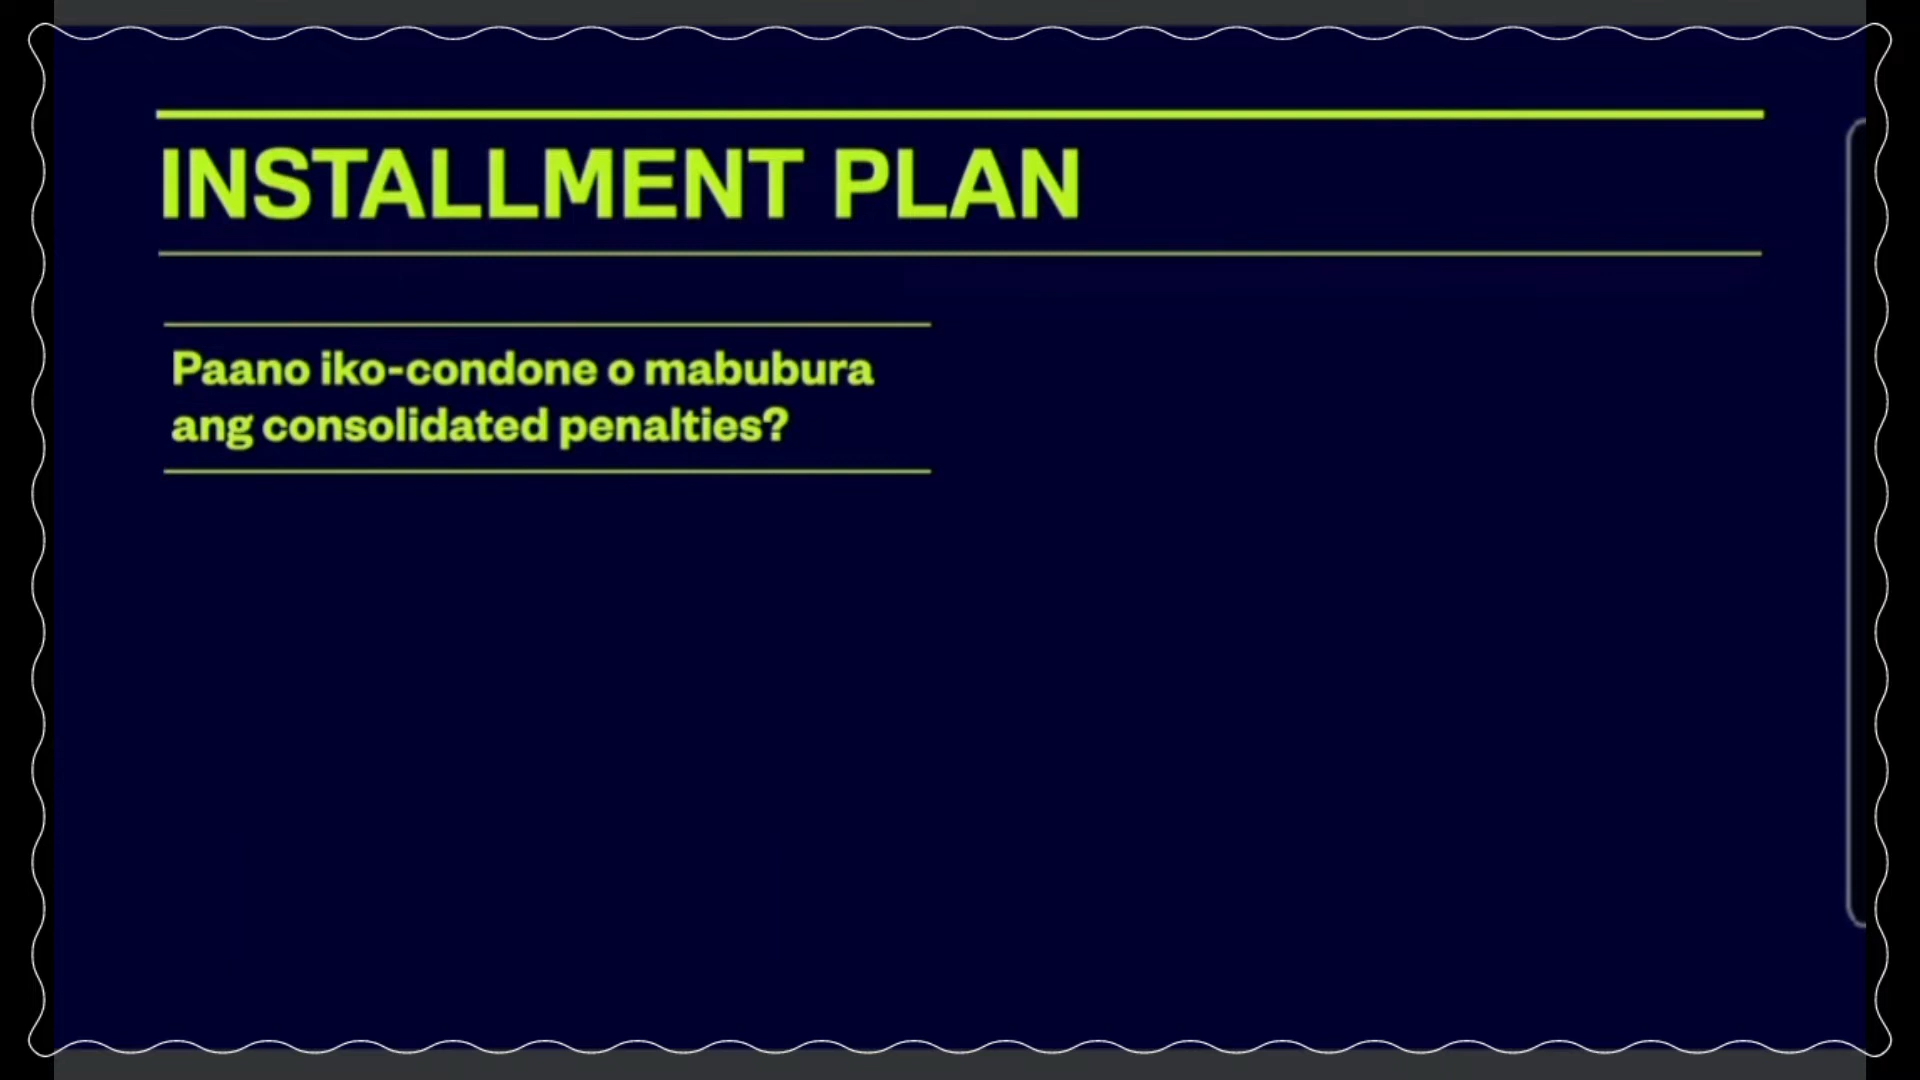 INSTALLMENT PLAN
Paano iko-condone o mabubura
ang consolidated penalties?